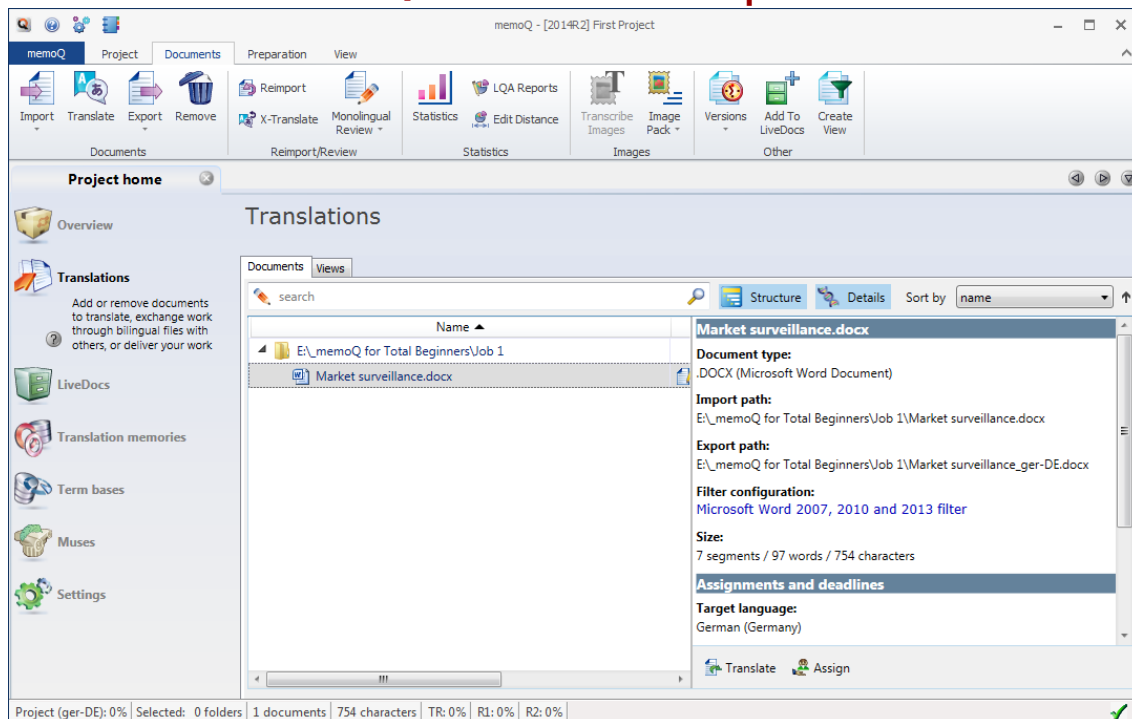 memoQ - [2014R2] First Project
memoQ Project Documents Preparation View
Import Translate Export Remove
Documents
Reimport
X-Translate
Monolingual Review
Reimport/Review
Statistics
LQA Reports
Edit Distance
Statistics
Transcribe Images
Image Pack
Images
Versions
Add To LiveDocs
Create View
Other
Project home
Overview
Translations
Add or remove documents
to translate, exchange work
through bilingual files with
others, or deliver your work
LiveDocs
Translation memories
Term bases
Muses
Settings
Translations
Documents Views
search
Structure Details Sort by name
Name
E:\_memoQ for Total Beginners\Job 1
Market surveillance.docx
Market surveillance.docx
Document type:
.DOCX (Microsoft Word Document)
Import path:
E:\_memoQ for Total Beginners\Job 1\Market surveillance.docx
Export path:
E:\_memoQ for Total Beginners\Job 1\Market surveillance_ger-DE.docx
Filter configuration:
Microsoft Word 2007, 2010 and 2013 filter
Size:
7 segments / 97 words / 754 characters
Assignments and deadlines
Target language:
German (Germany)
Translate Assign
Project (ger-DE): 0% Selected: 0 folders 1 documents 754 characters TR: 0% R1: 0% R2: 0%